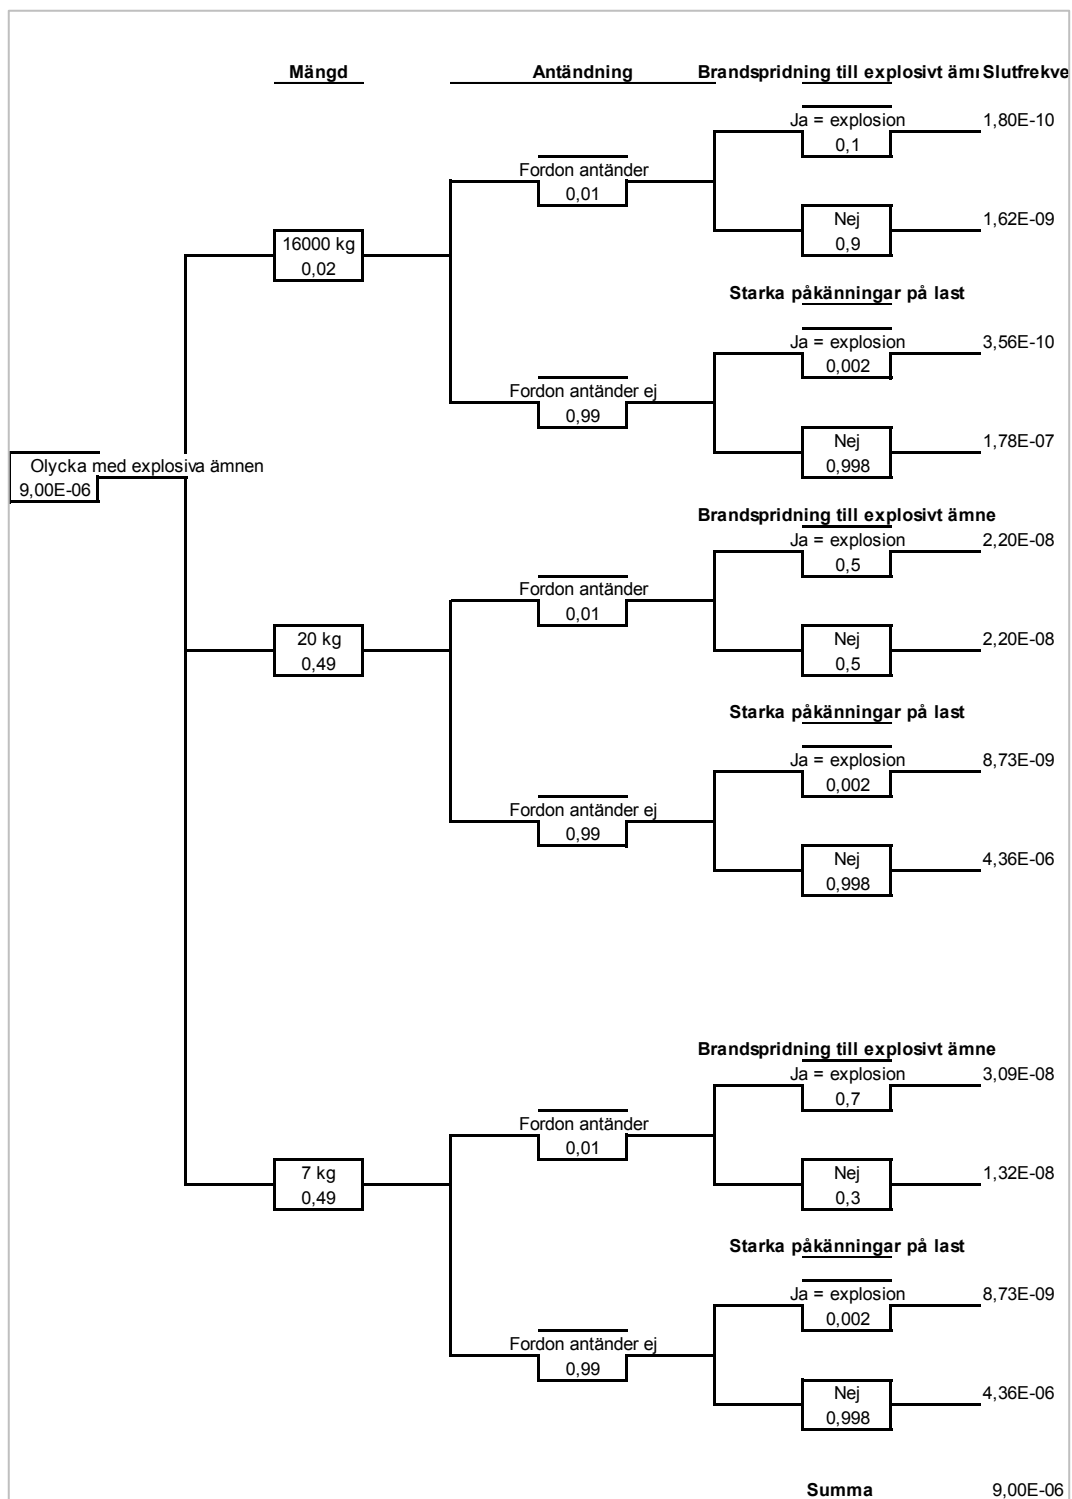 Mängd Antändning Brandspridning till explosivt ämı Slutfrekve
Ja = explosion 1,80E-10
0,1
Fordon antänder
0,01
Nej 1,62E-09
0,9
16000 kg
0,02
Starka påkänningar på last
Ja = explosion 3,56E-10
0,002
Fordon antänder ej
0,99
Nej 1,78E-07
0,998
Olycka med explosiva ämnen
9,00E-06
Brandspridning till explosivt ämne
Ja = explosion 2,20E-08
0,5
Fordon antänder
0,01
Nej 2,20E-08
0,5
20 kg
0,49
Starka påkänningar på last
Ja = explosion 8,73E-09
0,002
Fordon antänder ej
0,99
Nej 4,36E-06
0,998
Brandspridning till explosivt ämne
Ja = explosion 3,09E-08
0,7
Fordon antänder
0,01
Nej 1,32E-08
0,3
7 kg
0,49
Starka påkänningar på last
Ja = explosion 8,73E-09
0,002
Fordon antänder ej
0,99
Nej 4,36E-06
0,998
Summa 9,00E-06